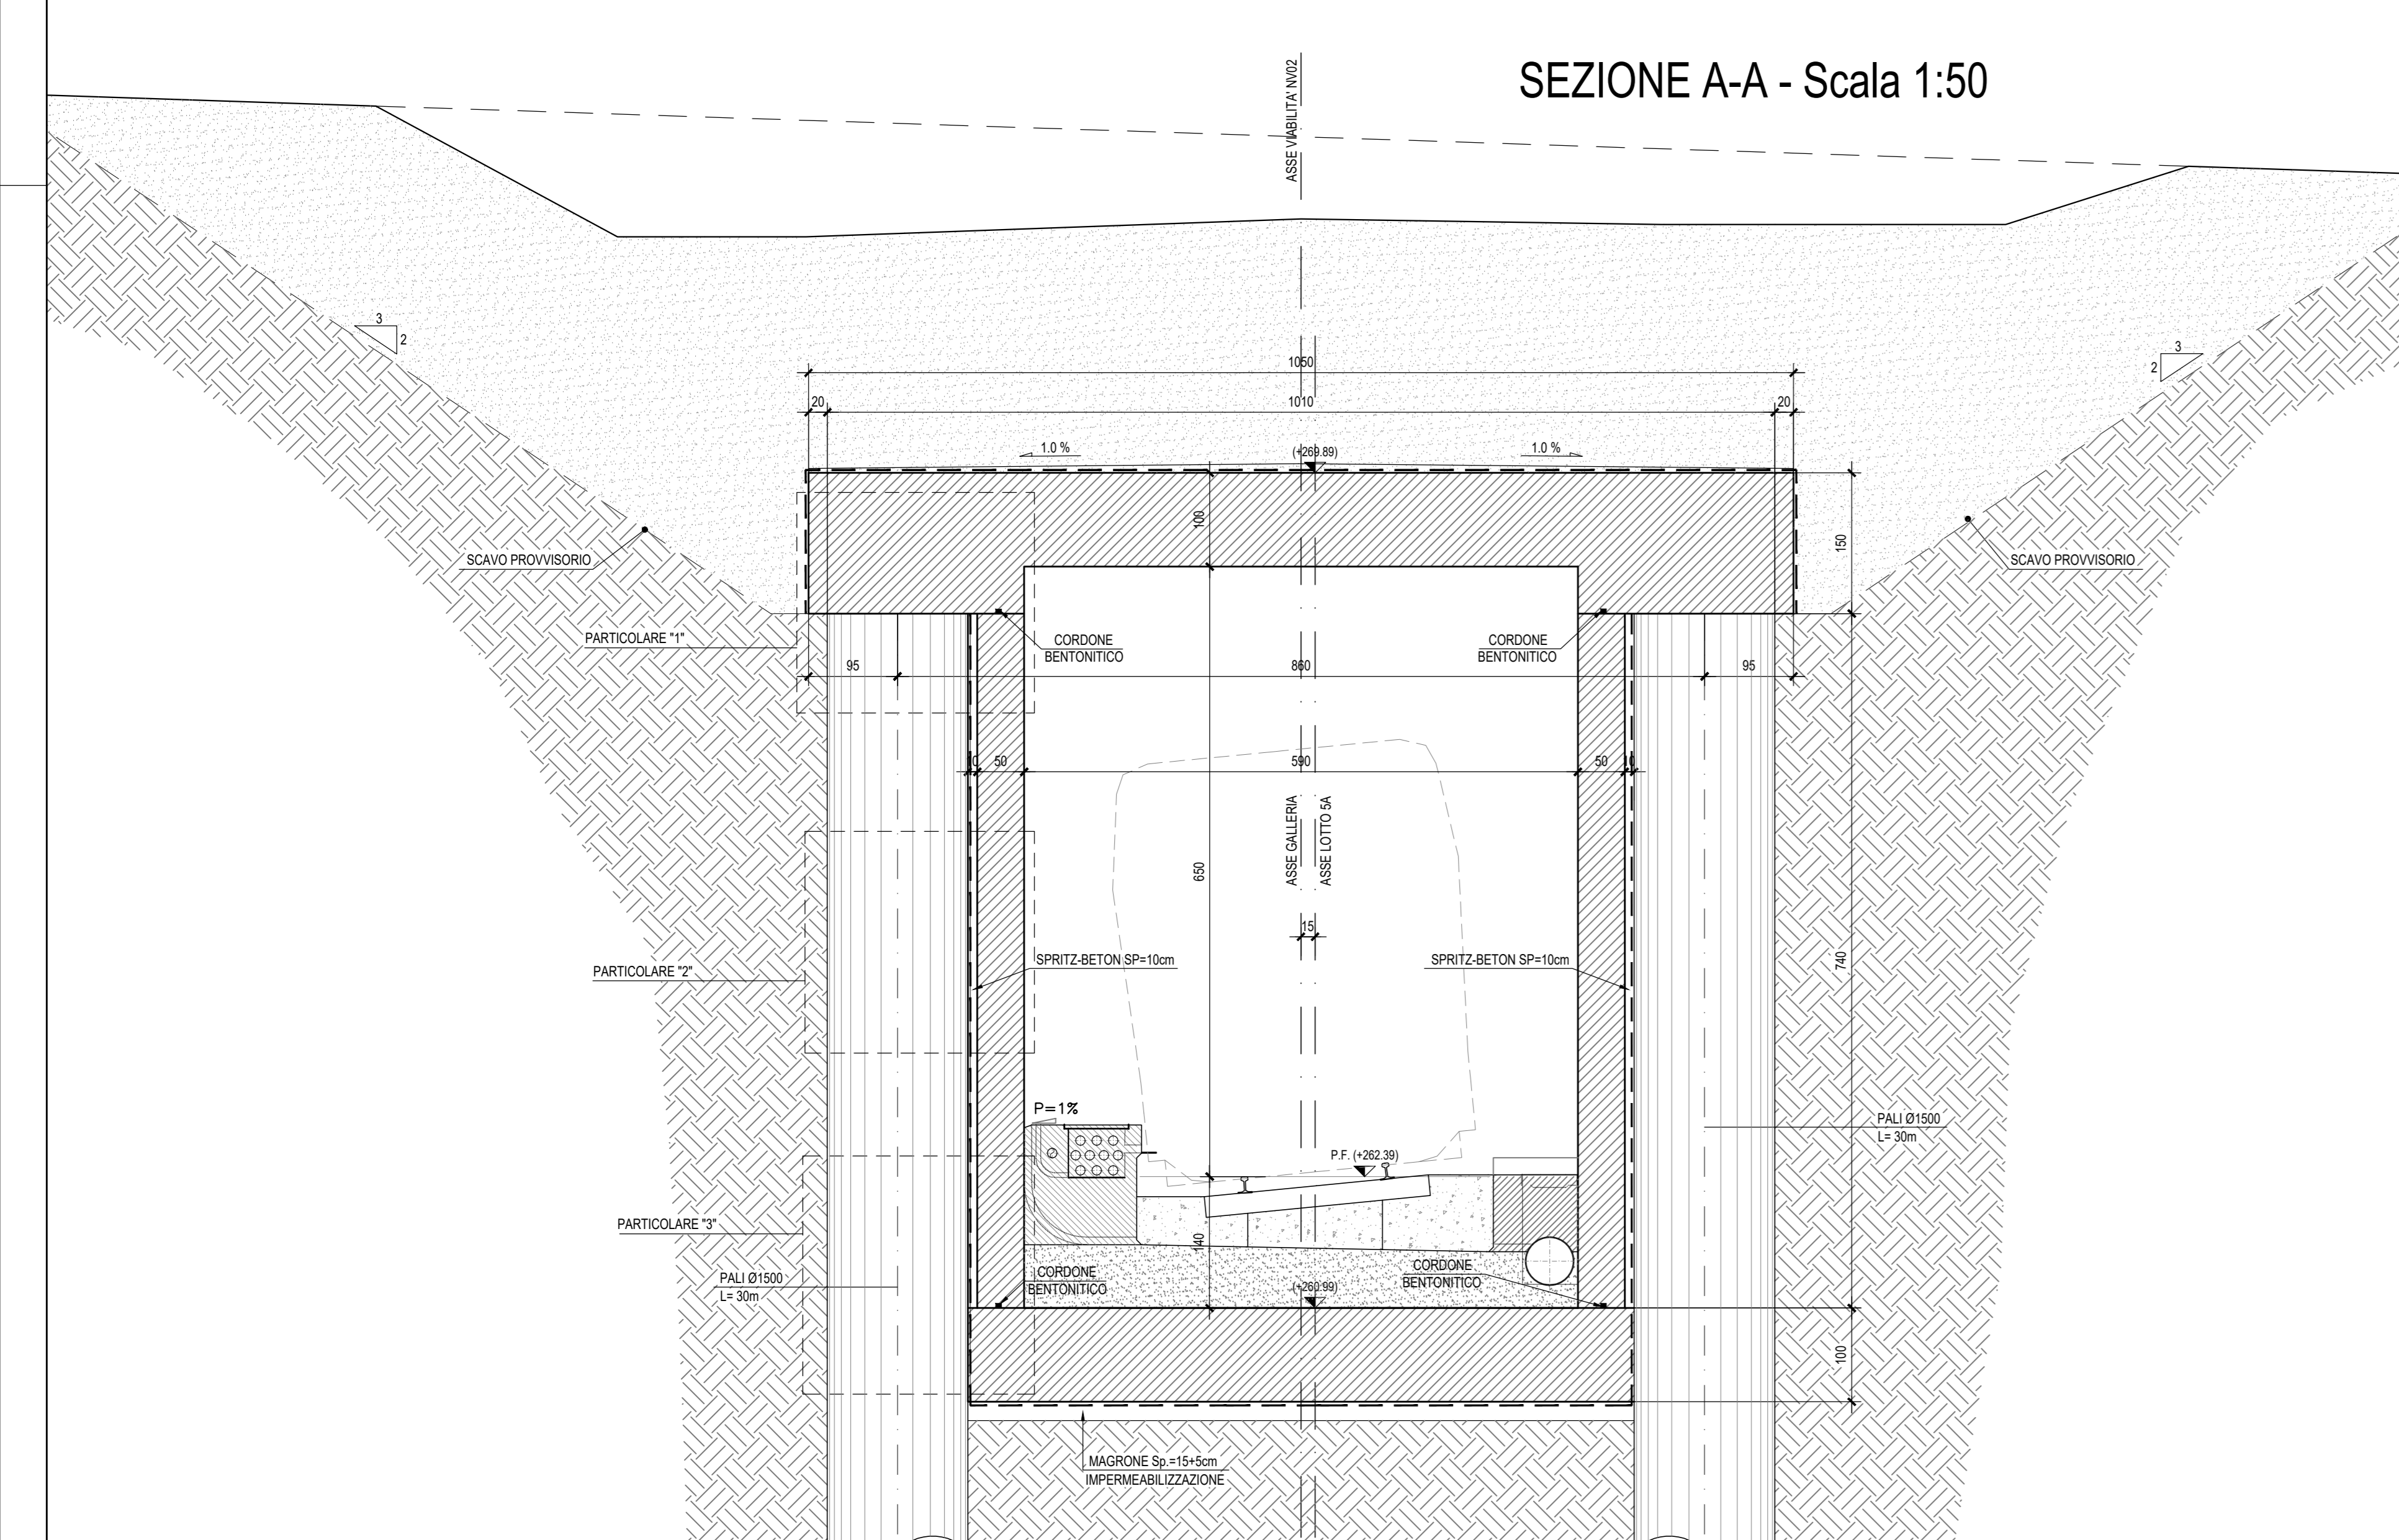 SEZIONE A-A - Scala 1:50
ASSE VIABILITA' NV02
3
2
3
2
1050
20
1010
20
1.0 %
(+269.89)
1.0 %
100
150
SCAVO PROVVISORIO
SCAVO PROVVISORIO
PARTICOLARE "1"
CORDONE
BENTONITICO
CORDONE
BENTONITICO
95
860
95
10
50
590
50
10
ASSE GALLERIA
ASSE LOTTO 5A
650
15
SPRITZ-BETON SP=10cm
SPRITZ-BETON SP=10cm
740
PARTICOLARE "2"
P=1%
PALI Ø1500
L= 30m
P.F. (+262.39)
PARTICOLARE "3"
140
CORDONE
BENTONITICO
CORDONE
BENTONITICO
PALI Ø1500
L= 30m
(+260.99)
100
MAGRONE Sp.=15+5cm
IMPERMEABILIZZAZIONE